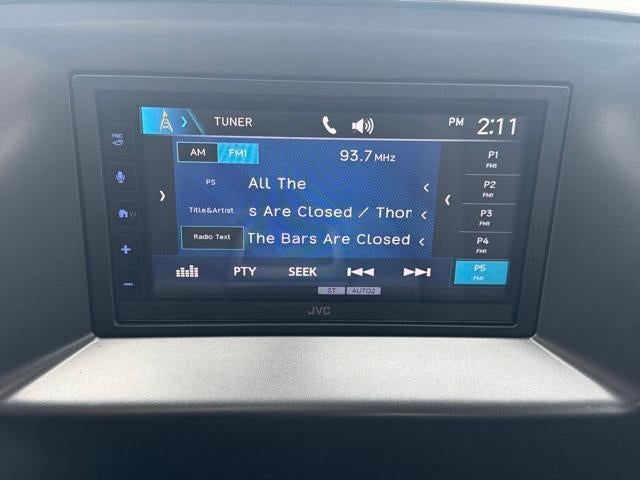 TUNER
PM 2:11
FNC
AM FM1 93.7 MHz
PS All The
Title&Artist s Are Closed / Thor
Radio Text The Bars Are Closed
P1
FM1
P2
FM1
P3
FM1
P4
FM1
P5
FM1
PTY SEEK
ST AUTO2
JVC